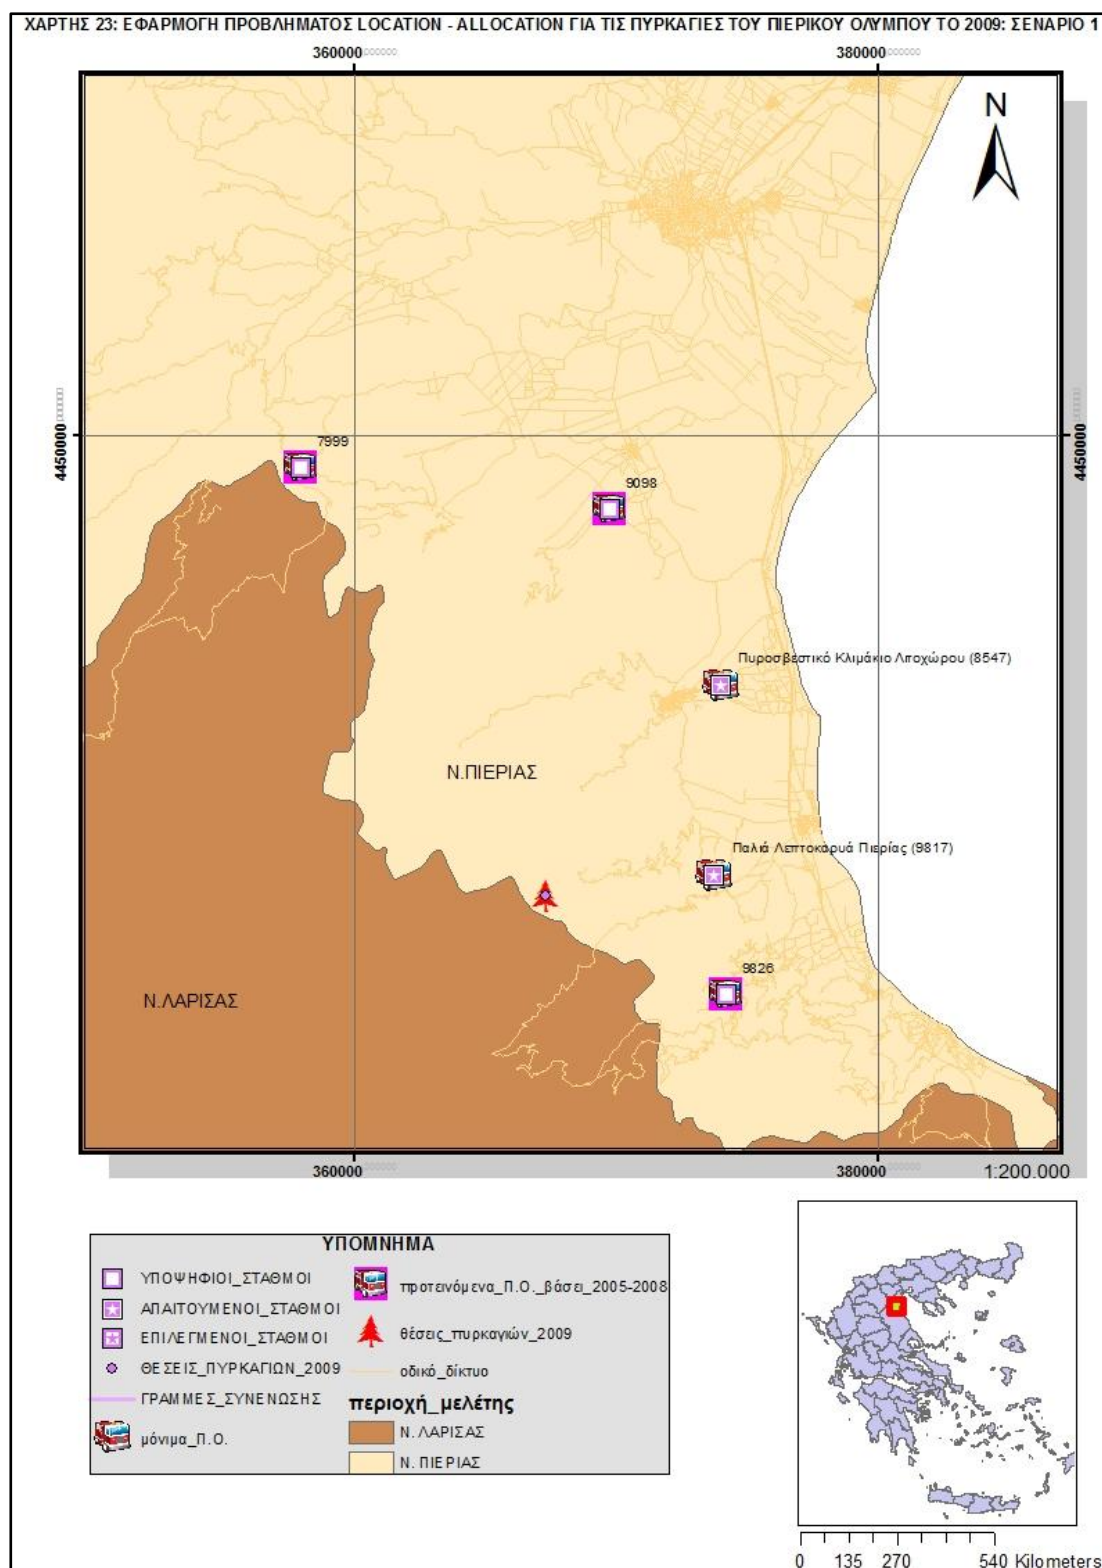 ΧΑΡΤΗΣ 23: ΕΦΑΡΜΟΓΗ ΠΡΟΒΛΗΜΑΤΟΣ LOCATION - ALLOCATION ΓΙΑ ΤΙΣ ΠΥΡΚΑΓΙΕΣ ΤΟΥ ΠΙΕΡΙΚΟΥ ΟΛΥΜΠΟΥ ΤΟ 2009: ΣΕΝΑΡΙΟ 1
360000
380000
N
4450000
4450000
7999
9098
Πυροσβεστικό Κλιμάκιο Λιτοχώρου (8547)
Ν.ΠΙΕΡΙΑΣ
Παλιά Λεπτοκαρυά Πιερίας (9817)
9826
Ν.ΛΑΡΙΣΑΣ
360000
380000
1:200.000
ΥΠΟΜΝΗΜΑ
ΥΠΟΨΗΦΙΟΙ_ΣΤΑΘΜΟΙ
ΑΠΑΙΤΟΥΜΕΝΟΙ_ΣΤΑΘΜΟΙ
ΕΠΙΛΕΓΜΕΝΟΙ_ΣΤΑΘΜΟΙ
ΘΕΣΕΙΣ_ΠΥΡΚΑΓΙΩΝ_2009
ΓΡΑΜΜΕΣ_ΣΥΝΕΝΩΣΗΣ
μόνιμα_Π.Ο.
προτεινόμενα_Π.Ο._βάσει_2005-2008
θέσεις_πυρκαγιών_2009
οδικό_δίκτυο
περιοχή_μελέτης
Ν. ΛΑΡΙΣΑΣ
Ν. ΠΙΕΡΙΑΣ
0 135 270 540 Kilometers